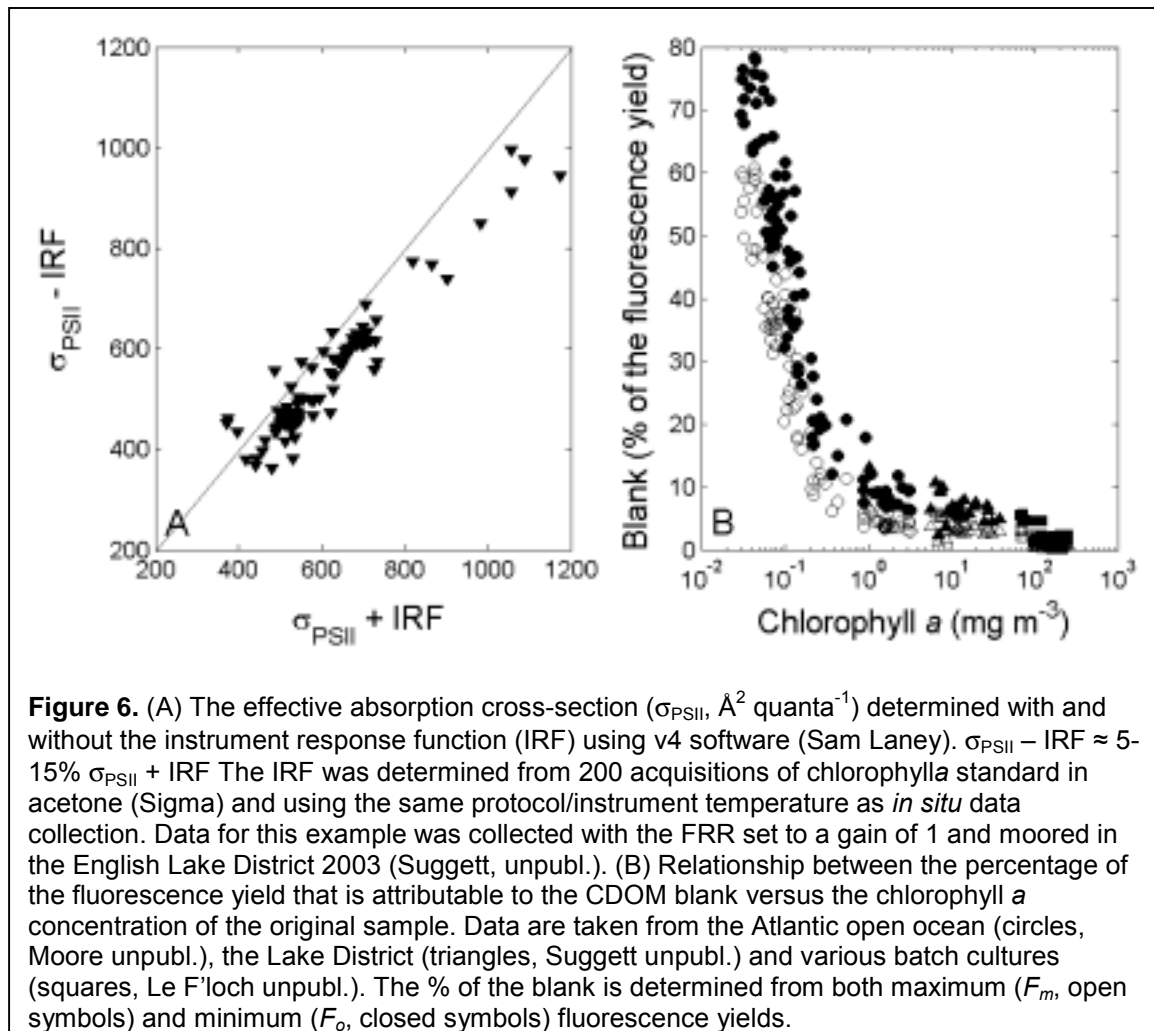 1200
1000
800
600
400
200
σPSII - IRF
A
200 400 600 800 1000 1200
σPSII + IRF
80
70
60
50
40
30
20
10
0
Blank (% of the fluorescence yield)
B
10-2 10-1 100 101 102 103
Chlorophyll a (mg m-3)
Figure 6. (A) The effective absorption cross-section (σPSII, Å2 quanta-1) determined with and
without the instrument response function (IRF) using v4 software (Sam Laney). σPSII – IRF ≈ 5-
15% σPSII + IRF The IRF was determined from 200 acquisitions of chlorophylla standard in
acetone (Sigma) and using the same protocol/instrument temperature as in situ data
collection. Data for this example was collected with the FRR set to a gain of 1 and moored in
the English Lake District 2003 (Suggett, unpubl.). (B) Relationship between the percentage of
the fluorescence yield that is attributable to the CDOM blank versus the chlorophyll a
concentration of the original sample. Data are taken from the Atlantic open ocean (circles,
Moore unpubl.), the Lake District (triangles, Suggett unpubl.) and various batch cultures
(squares, Le F'loch unpubl.). The % of the blank is determined from both maximum (Fm, open
symbols) and minimum (Fo, closed symbols) fluorescence yields.